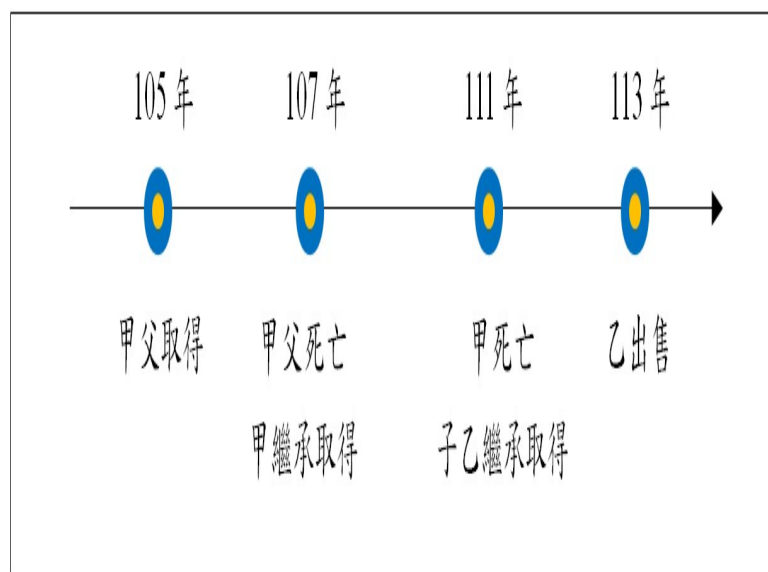 105年 107年 111年 113年
甲父取得 甲父死亡 甲死亡 乙出售
甲繼承取得 子乙繼承取得